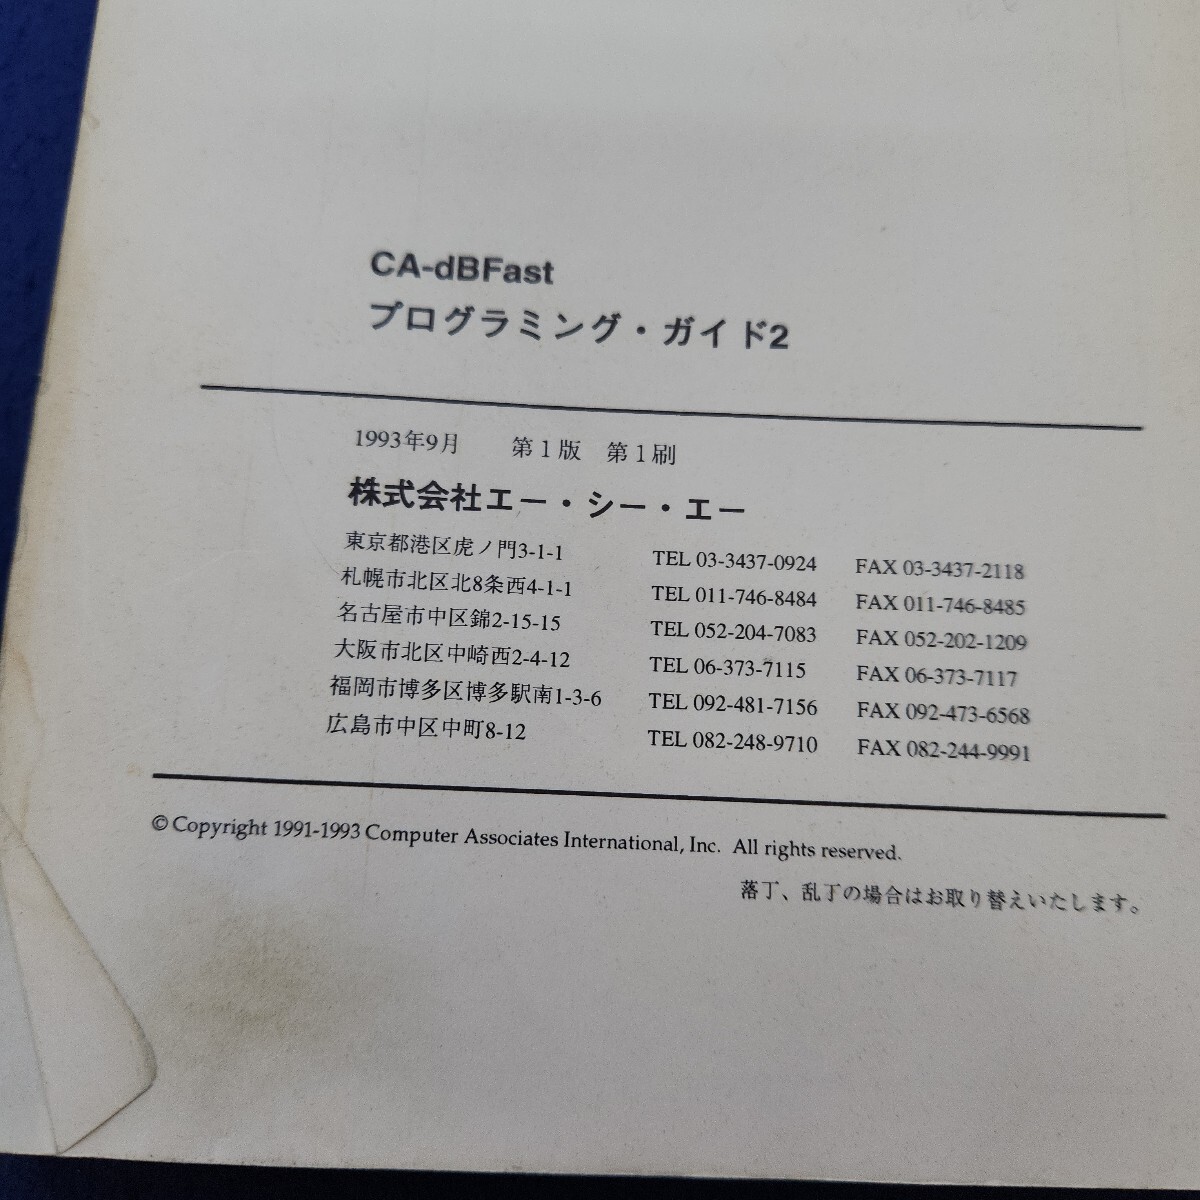 CA-dBFast
プログラミング・ガイド2
1993年9月 第1版 第1刷
株式会社エー・シー・エー
東京都港区虎ノ門3-1-1 TEL 03-3437-0924 FAX 03-3437-2118
札幌市北区北8条西4-1-1 TEL 011-746-8484 FAX 011-746-8485
名古屋市中区錦2-15-15 TEL 052-204-7083 FAX 052-202-1209
大阪市北区中崎西2-4-12 TEL 06-373-7115 FAX 06-373-7117
福岡市博多区博多駅南1-3-6 TEL 092-481-7156 FAX 092-473-6568
広島市中区中町8-12 TEL 082-248-9710 FAX 082-244-9991
© Copyright 1991-1993 Computer Associates International, Inc. All rights reserved.
落丁、乱丁の場合はお取り替えいたします。